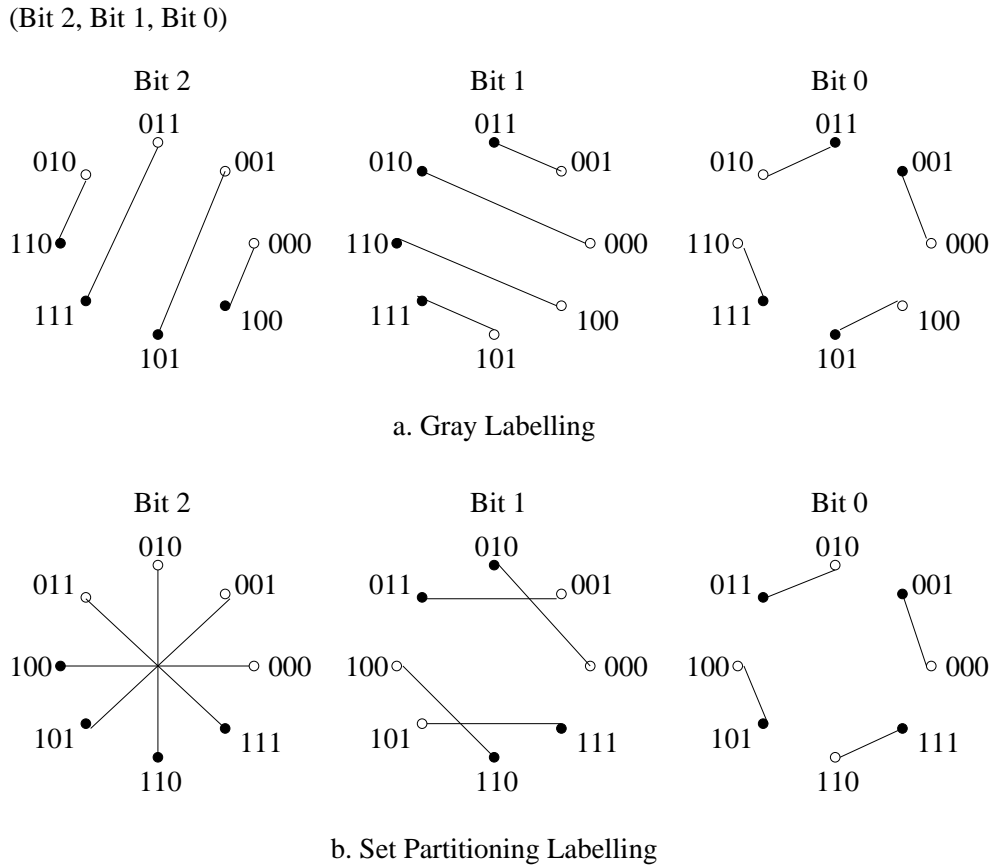 (Bit 2, Bit 1, Bit 0)
Bit 2 Bit 1 Bit 0
011 011 011
010 001 010 001 010 001
110 000 110 000 110 000
111 100 111 100 111 100
101 101 101
a. Gray Labelling
Bit 2 Bit 1 Bit 0
010 010 010
011 001 011 001 011 001
100 000 100 000 100 000
101 111 101 111 101 111
110 110 110
b. Set Partitioning Labelling